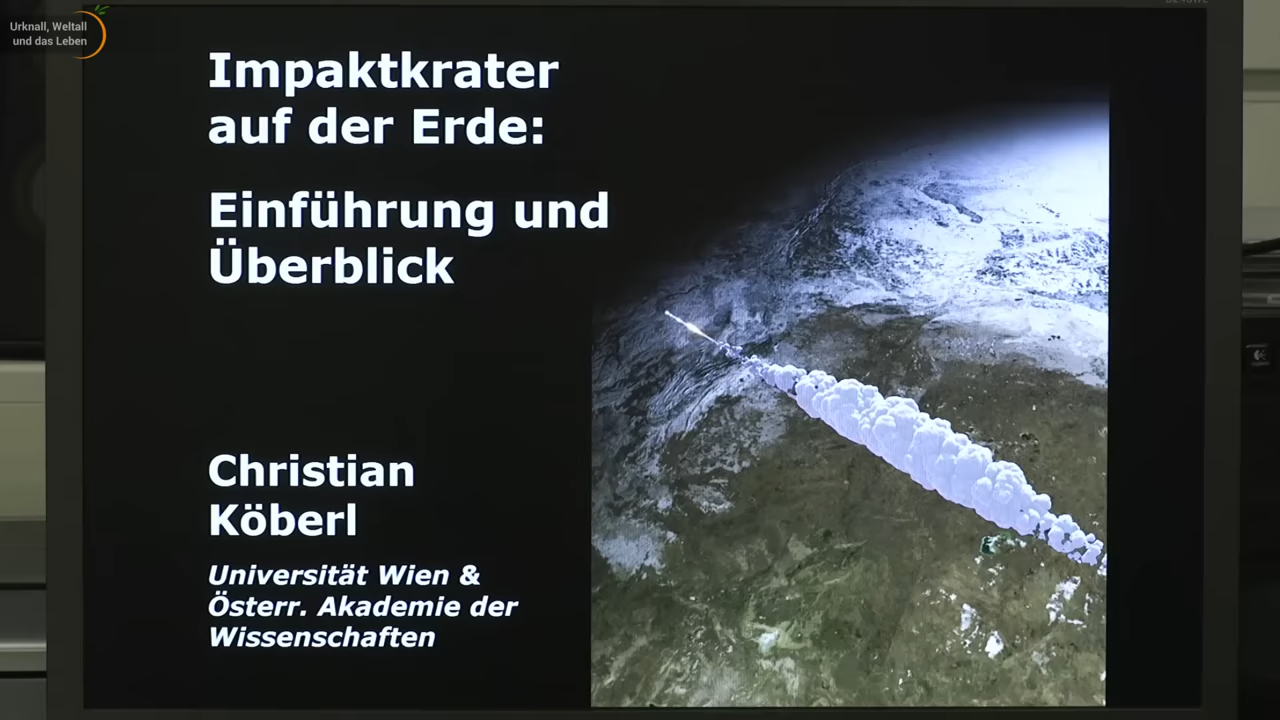 Urknall, Weltall
und das Leben
Impaktkrater
auf der Erde:
Einführung und
Überblick
Christian
Köberl
Universität Wien &
Österr. Akademie der
Wissenschaften